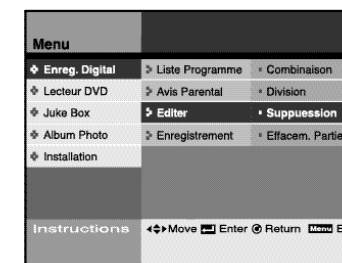 Menu
Enreg. Digital Liste Programme Combinaison
Lecteur DVD Avis Parental Division
Juke Box Editer Suppuession
Album Photo Enregistrement Effacem. Partie
Installation
Instructions Move Enter Return Menu E